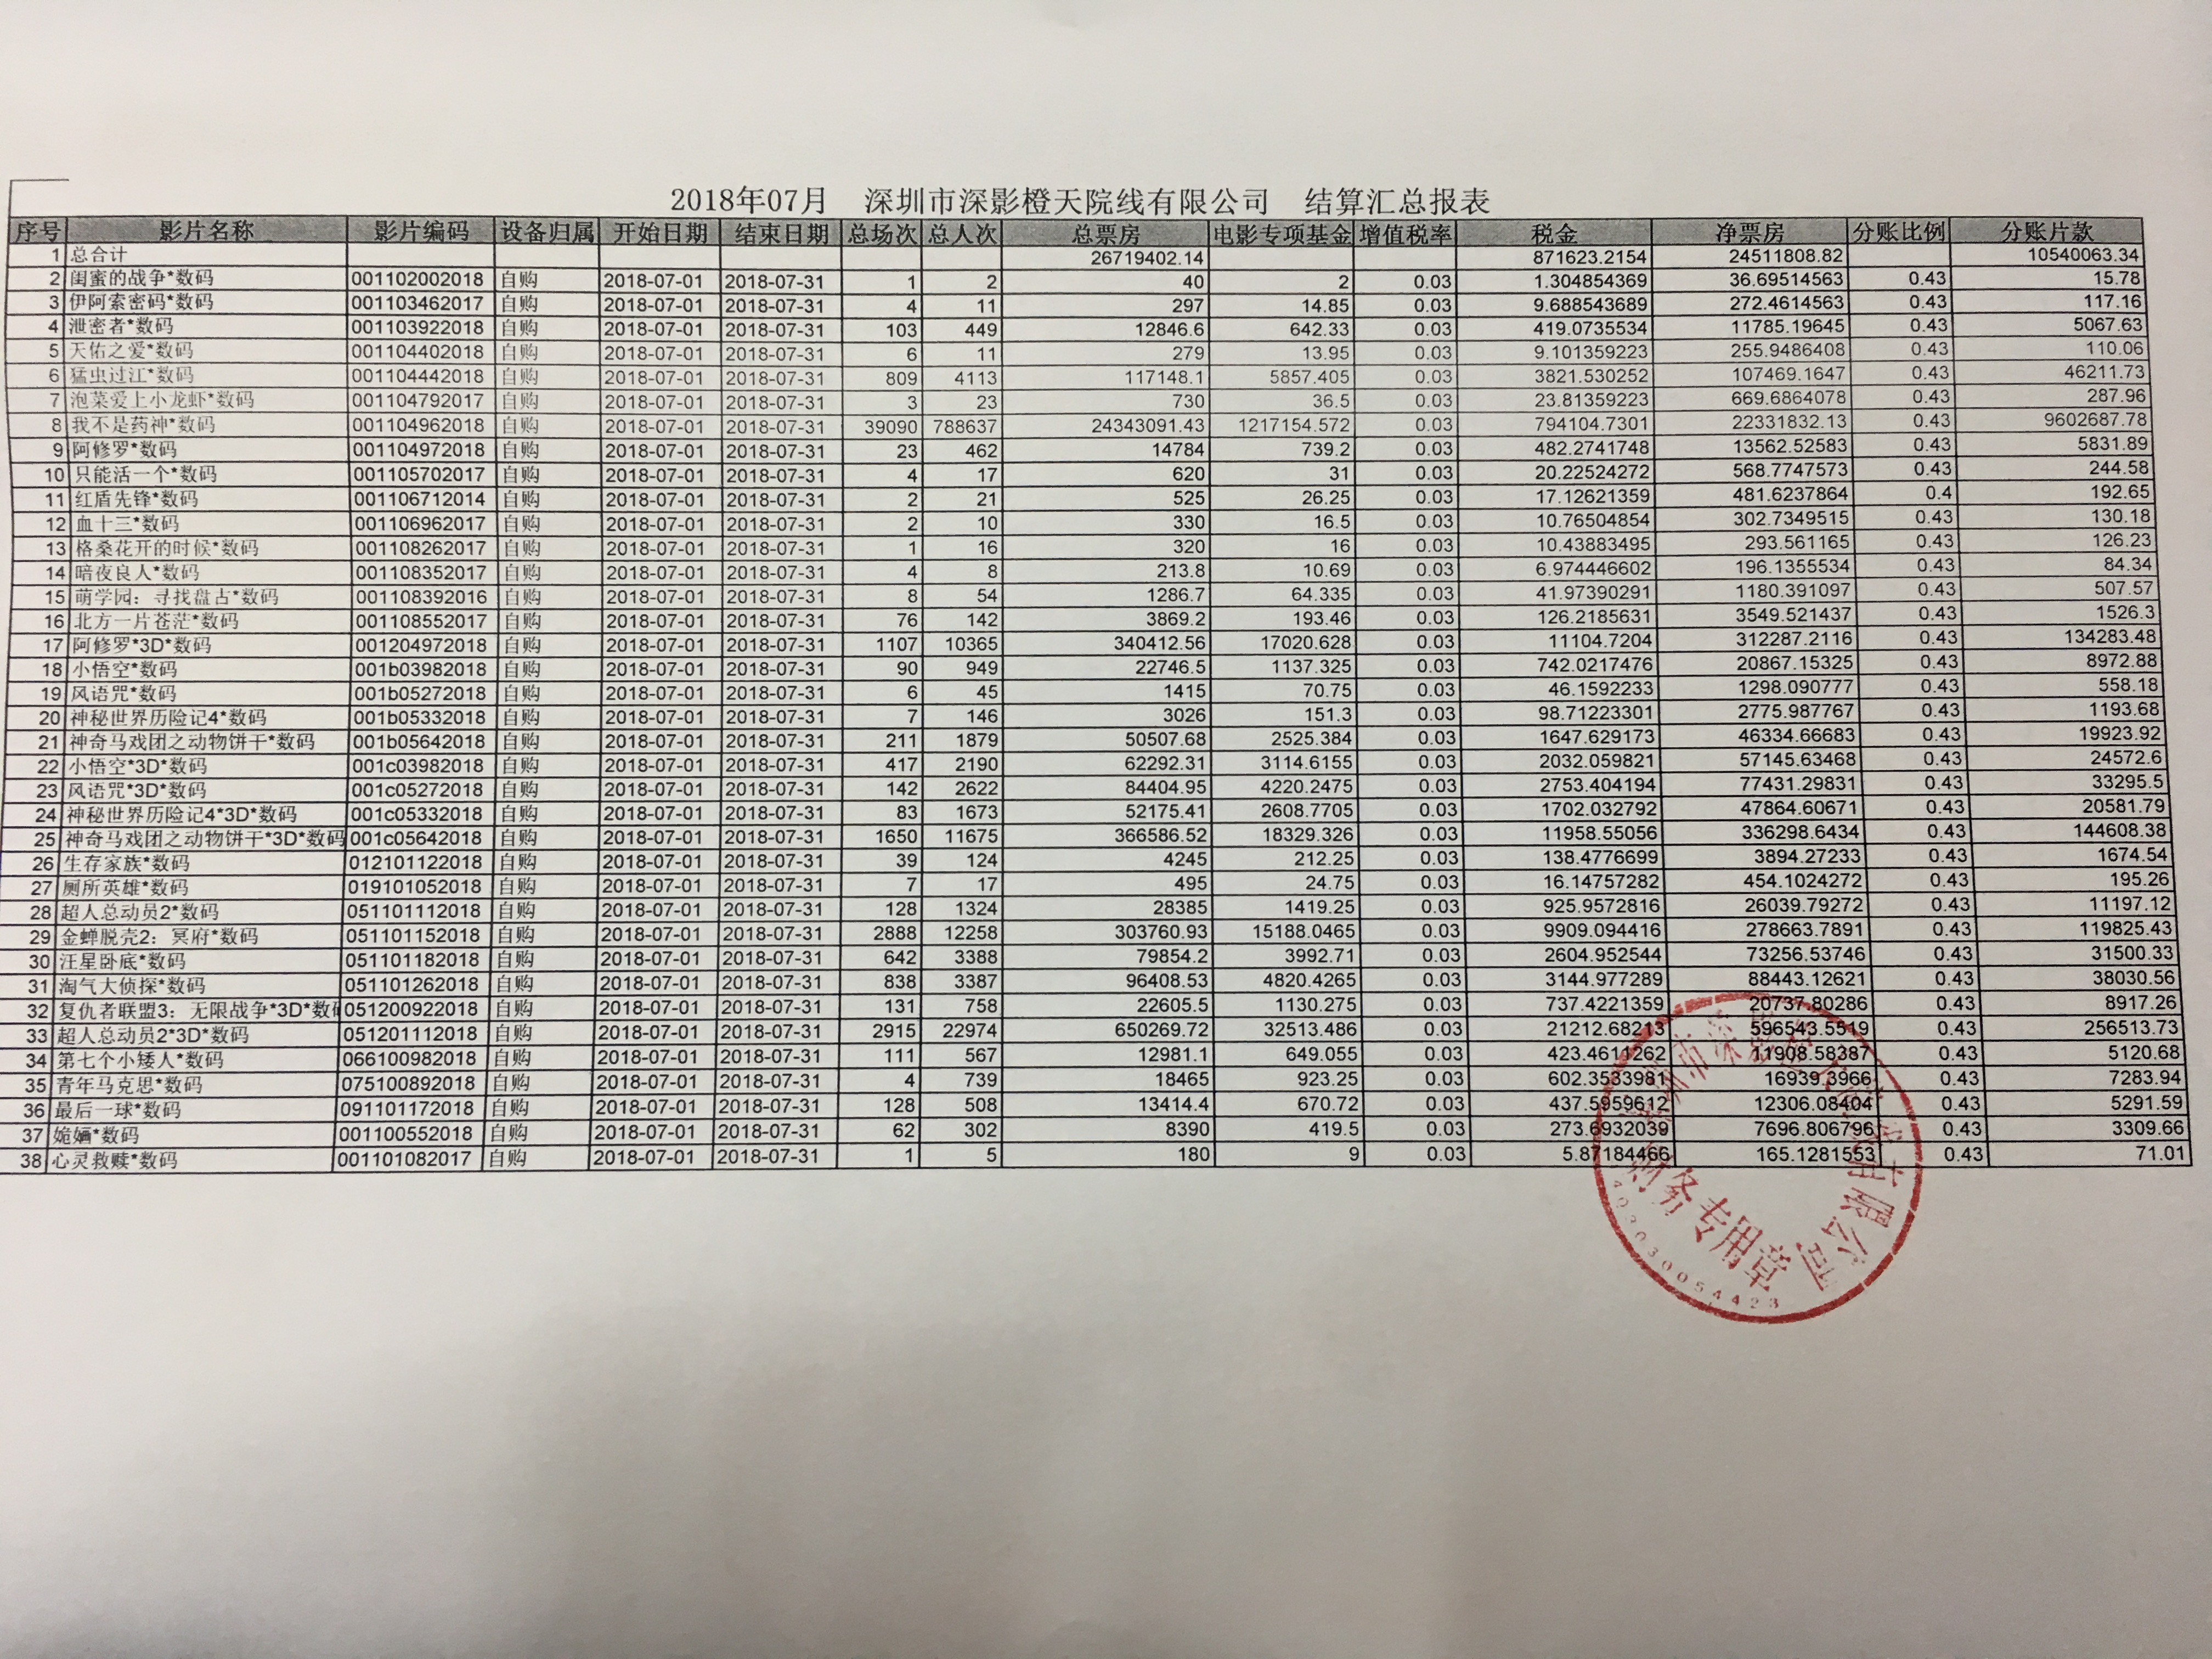 2018年07月 深圳市深影橙天院线有限公司 结算汇总报表
序号 影片名称 影片编码 设备归属 开始日期 结束日期 总场次 总人次 总票房 电影专项基金 增值税率 税金 净票房 分账比例 分账片款
1 总合计 26719402.14 871623.2154 24511808.82 10540063.34
2 闺蜜的战争*数码 001102002018 自购 2018-07-01 2018-07-31 1 2 40 2 0.03 1.304854369 36.69514563 0.43 15.78
3 伊阿索密码*数码 001103462017 自购 2018-07-01 2018-07-31 4 11 297 14.85 0.03 9.688543689 272.4614563 0.43 117.16
4 泄密者*数码 001103922018 自购 2018-07-01 2018-07-31 103 449 12846.6 642.33 0.03 419.0735534 11785.19645 0.43 5067.63
5 天佑之爱*数码 001104402018 自购 2018-07-01 2018-07-31 6 11 279 13.95 0.03 9.101359223 255.9486408 0.43 110.06
6 猛虫过江*数码 001104442018 自购 2018-07-01 2018-07-31 809 4113 117148.1 5857.405 0.03 3821.530252 107469.1647 0.43 46211.73
7 泡菜爱上小龙虾*数码 001104792017 自购 2018-07-01 2018-07-31 3 23 730 36.5 0.03 23.81359223 669.6864078 0.43 287.96
8 我不是药神*数码 001104962018 自购 2018-07-01 2018-07-31 39090 788637 24343091.43 1217154.572 0.03 794104.7301 22331832.13 0.43 9602687.78
9 阿修罗*数码 001104972018 自购 2018-07-01 2018-07-31 23 462 14784 739.2 0.03 482.2741748 13562.52583 0.43 5831.89
10 只能活一个*数码 001105702017 自购 2018-07-01 2018-07-31 4 17 620 31 0.03 20.22524272 568.7747573 0.43 244.58
11 红盾先锋*数码 001106712014 自购 2018-07-01 2018-07-31 2 21 525 26.25 0.03 17.12621359 481.6237864 0.4 192.65
12 血十三*数码 001106962017 自购 2018-07-01 2018-07-31 2 10 330 16.5 0.03 10.76504854 302.7349515 0.43 130.18
13 格桑花开的时候*数码 001108262017 自购 2018-07-01 2018-07-31 1 16 320 16 0.03 10.43883495 293.561165 0.43 126.23
14 暗夜良人*数码 001108352017 自购 2018-07-01 2018-07-31 4 8 213.8 10.69 0.03 6.974446602 196.1355534 0.43 84.34
15 萌学园：寻找盘古*数码 001108392016 自购 2018-07-01 2018-07-31 8 54 1286.7 64.335 0.03 41.97390291 1180.391097 0.43 507.57
16 北方一片苍茫*数码 001108552017 自购 2018-07-01 2018-07-31 76 142 3869.2 193.46 0.03 126.2185631 3549.521437 0.43 1526.3
17 阿修罗*3D*数码 001204972018 自购 2018-07-01 2018-07-31 1107 10365 340412.56 17020.628 0.03 11104.7204 312287.2116 0.43 134283.48
18 小悟空*数码 001b03982018 自购 2018-07-01 2018-07-31 90 949 22746.5 1137.325 0.03 742.0217476 20867.15325 0.43 8972.88
19 风语咒*数码 001b05272018 自购 2018-07-01 2018-07-31 6 45 1415 70.75 0.03 46.1592233 1298.090777 0.43 558.18
20 神秘世界历险记4*数码 001b05332018 自购 2018-07-01 2018-07-31 7 146 3026 151.3 0.03 98.71223301 2775.987767 0.43 1193.68
21 神奇马戏团之动物饼干*数码 001b05642018 自购 2018-07-01 2018-07-31 211 1879 50507.68 2525.384 0.03 1647.629173 46334.66683 0.43 19923.92
22 小悟空*3D*数码 001c03982018 自购 2018-07-01 2018-07-31 417 2190 62292.31 3114.6155 0.03 2032.059821 57145.63468 0.43 24572.6
23 风语咒*3D*数码 001c05272018 自购 2018-07-01 2018-07-31 142 2622 84404.95 4220.2475 0.03 2753.404194 77431.29831 0.43 33295.5
24 神秘世界历险记4*3D*数码 001c05332018 自购 2018-07-01 2018-07-31 83 1673 52175.41 2608.7705 0.03 1702.032792 47864.60671 0.43 20581.79
25 神奇马戏团之动物饼干*3D*数码 001c05642018 自购 2018-07-01 2018-07-31 1650 11675 366586.52 18329.326 0.03 11958.55056 336298.6434 0.43 144608.38
26 生存家族*数码 012101122018 自购 2018-07-01 2018-07-31 39 124 4245 212.25 0.03 138.4776699 3894.27233 0.43 1674.54
27 厕所英雄*数码 019101052018 自购 2018-07-01 2018-07-31 7 17 495 24.75 0.03 16.14757282 454.1024272 0.43 195.26
28 超人总动员2*数码 051101112018 自购 2018-07-01 2018-07-31 128 1324 28385 1419.25 0.03 925.9572816 26039.79272 0.43 11197.12
29 金蝉脱壳2：冥府*数码 051101152018 自购 2018-07-01 2018-07-31 2888 12258 303760.93 15188.0465 0.03 9909.094416 278663.7891 0.43 119825.43
30 汪星卧底*数码 051101182018 自购 2018-07-01 2018-07-31 642 3388 79854.2 3992.71 0.03 2604.952544 73256.53746 0.43 31500.33
31 淘气大侦探*数码 051101262018 自购 2018-07-01 2018-07-31 838 3387 96408.53 4820.4265 0.03 3144.977289 88443.12621 0.43 38030.56
32 复仇者联盟3：无限战争*3D*数码 051200922018 自购 2018-07-01 2018-07-31 131 758 22605.5 1130.275 0.03 737.4221359 20737.80286 0.43 8917.26
33 超人总动员2*3D*数码 051201112018 自购 2018-07-01 2018-07-31 2915 22974 650269.72 32513.486 0.03 21212.68213 596543.5519 0.43 256513.73
34 第七个小矮人*数码 066100982018 自购 2018-07-01 2018-07-31 111 567 12981.1 649.055 0.03 423.4611262 11908.58387 0.43 5120.68
35 青年马克思*数码 075100892018 自购 2018-07-01 2018-07-31 4 739 18465 923.25 0.03 602.3533981 16939.3966 0.43 7283.94
36 最后一球*数码 091101172018 自购 2018-07-01 2018-07-31 128 508 13414.4 670.72 0.03 437.5959612 12306.08404 0.43 5291.59
37 姽婳*数码 001100552018 自购 2018-07-01 2018-07-31 62 302 8390 419.5 0.03 273.6932039 7696.806796 0.43 3309.66
38 心灵救赎*数码 001101082017 自购 2018-07-01 2018-07-31 1 5 180 9 0.03 5.87184466 165.1281553 0.43 71.01
财务专用章